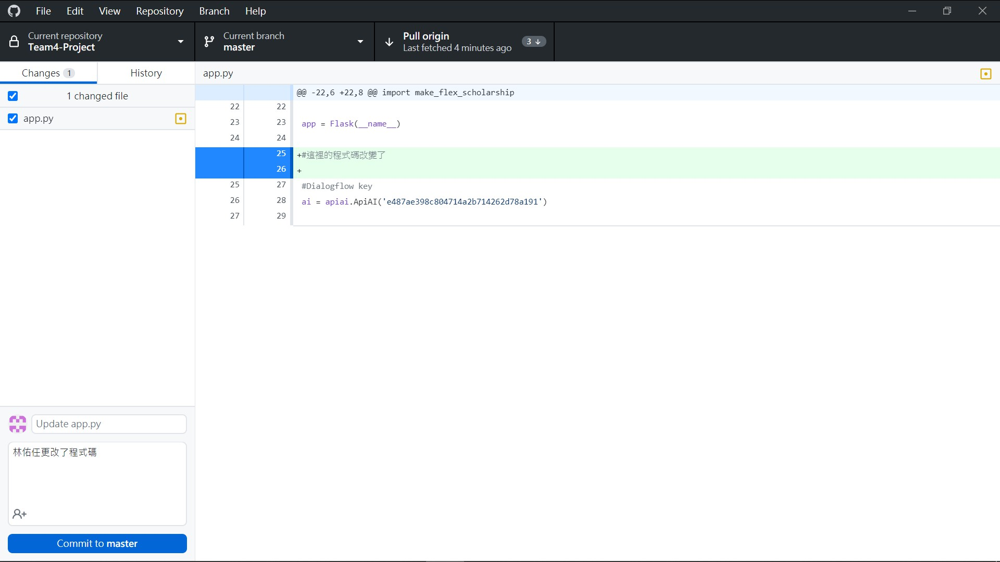 File Edit View Repository Branch Help
Current repository
Team4-Project
Current branch
master
Pull origin
Last fetched 4 minutes ago
3
Changes 1
History
app.py
1 changed file
app.py
@@ -22,6 +22,8 @@ import make_flex_scholarship
22 22
23 23 app = Flask(__name__)
24 24
25 +#這裡的程式碼改變了
26 +
25 27 #Dialogflow key
26 28 ai = apiai.ApiAI('e487ae398c804714a2b714262d78a191')
27 29
Update app.py
林佑任更改了程式碼
Commit to master